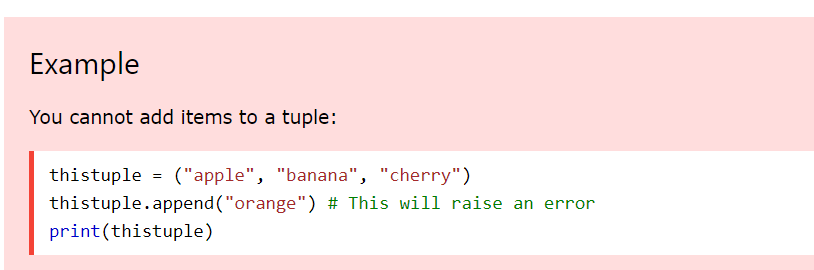 Example
You cannot add items to a tuple:
thistuple = ("apple", "banana", "cherry")
thistuple.append("orange") # This will raise an error
print(thistuple)